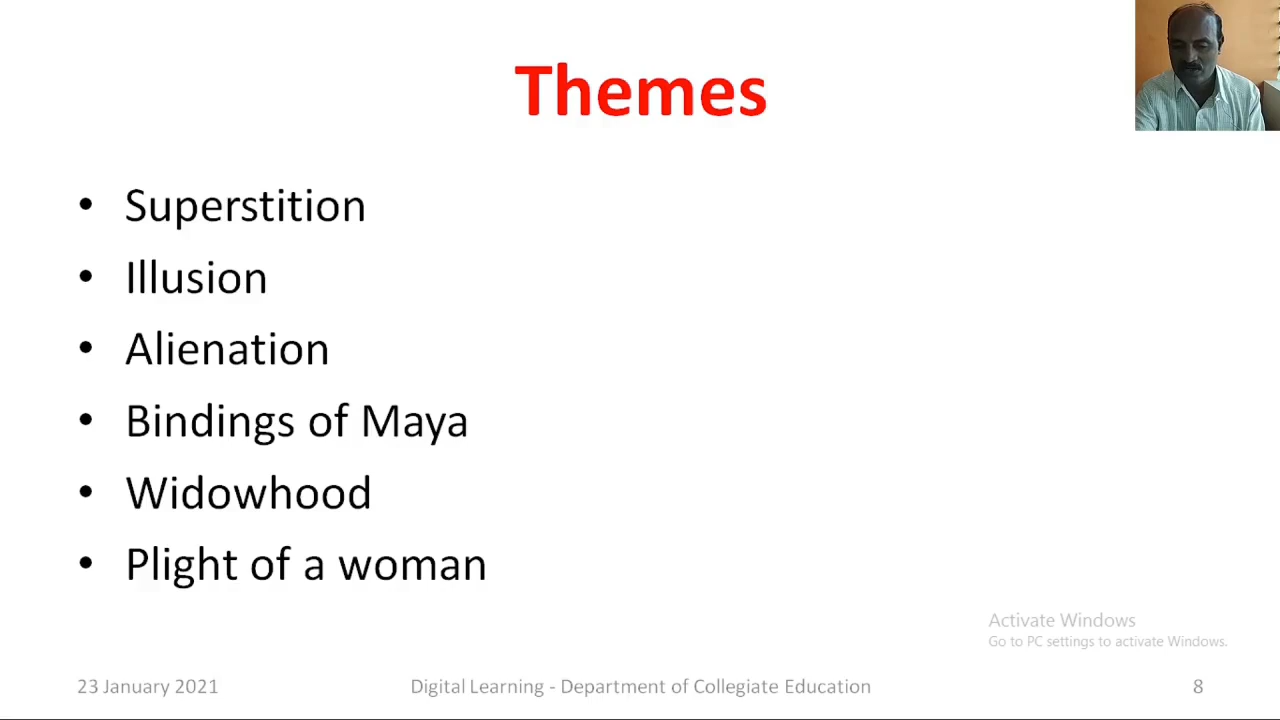 Themes
• Superstition
• Illusion
• Alienation
• Bindings of Maya
• Widowhood
• Plight of a woman
Activate Windows
Go to PC settings to activate Windows.
23 January 2021 Digital Learning - Department of Collegiate Education 8